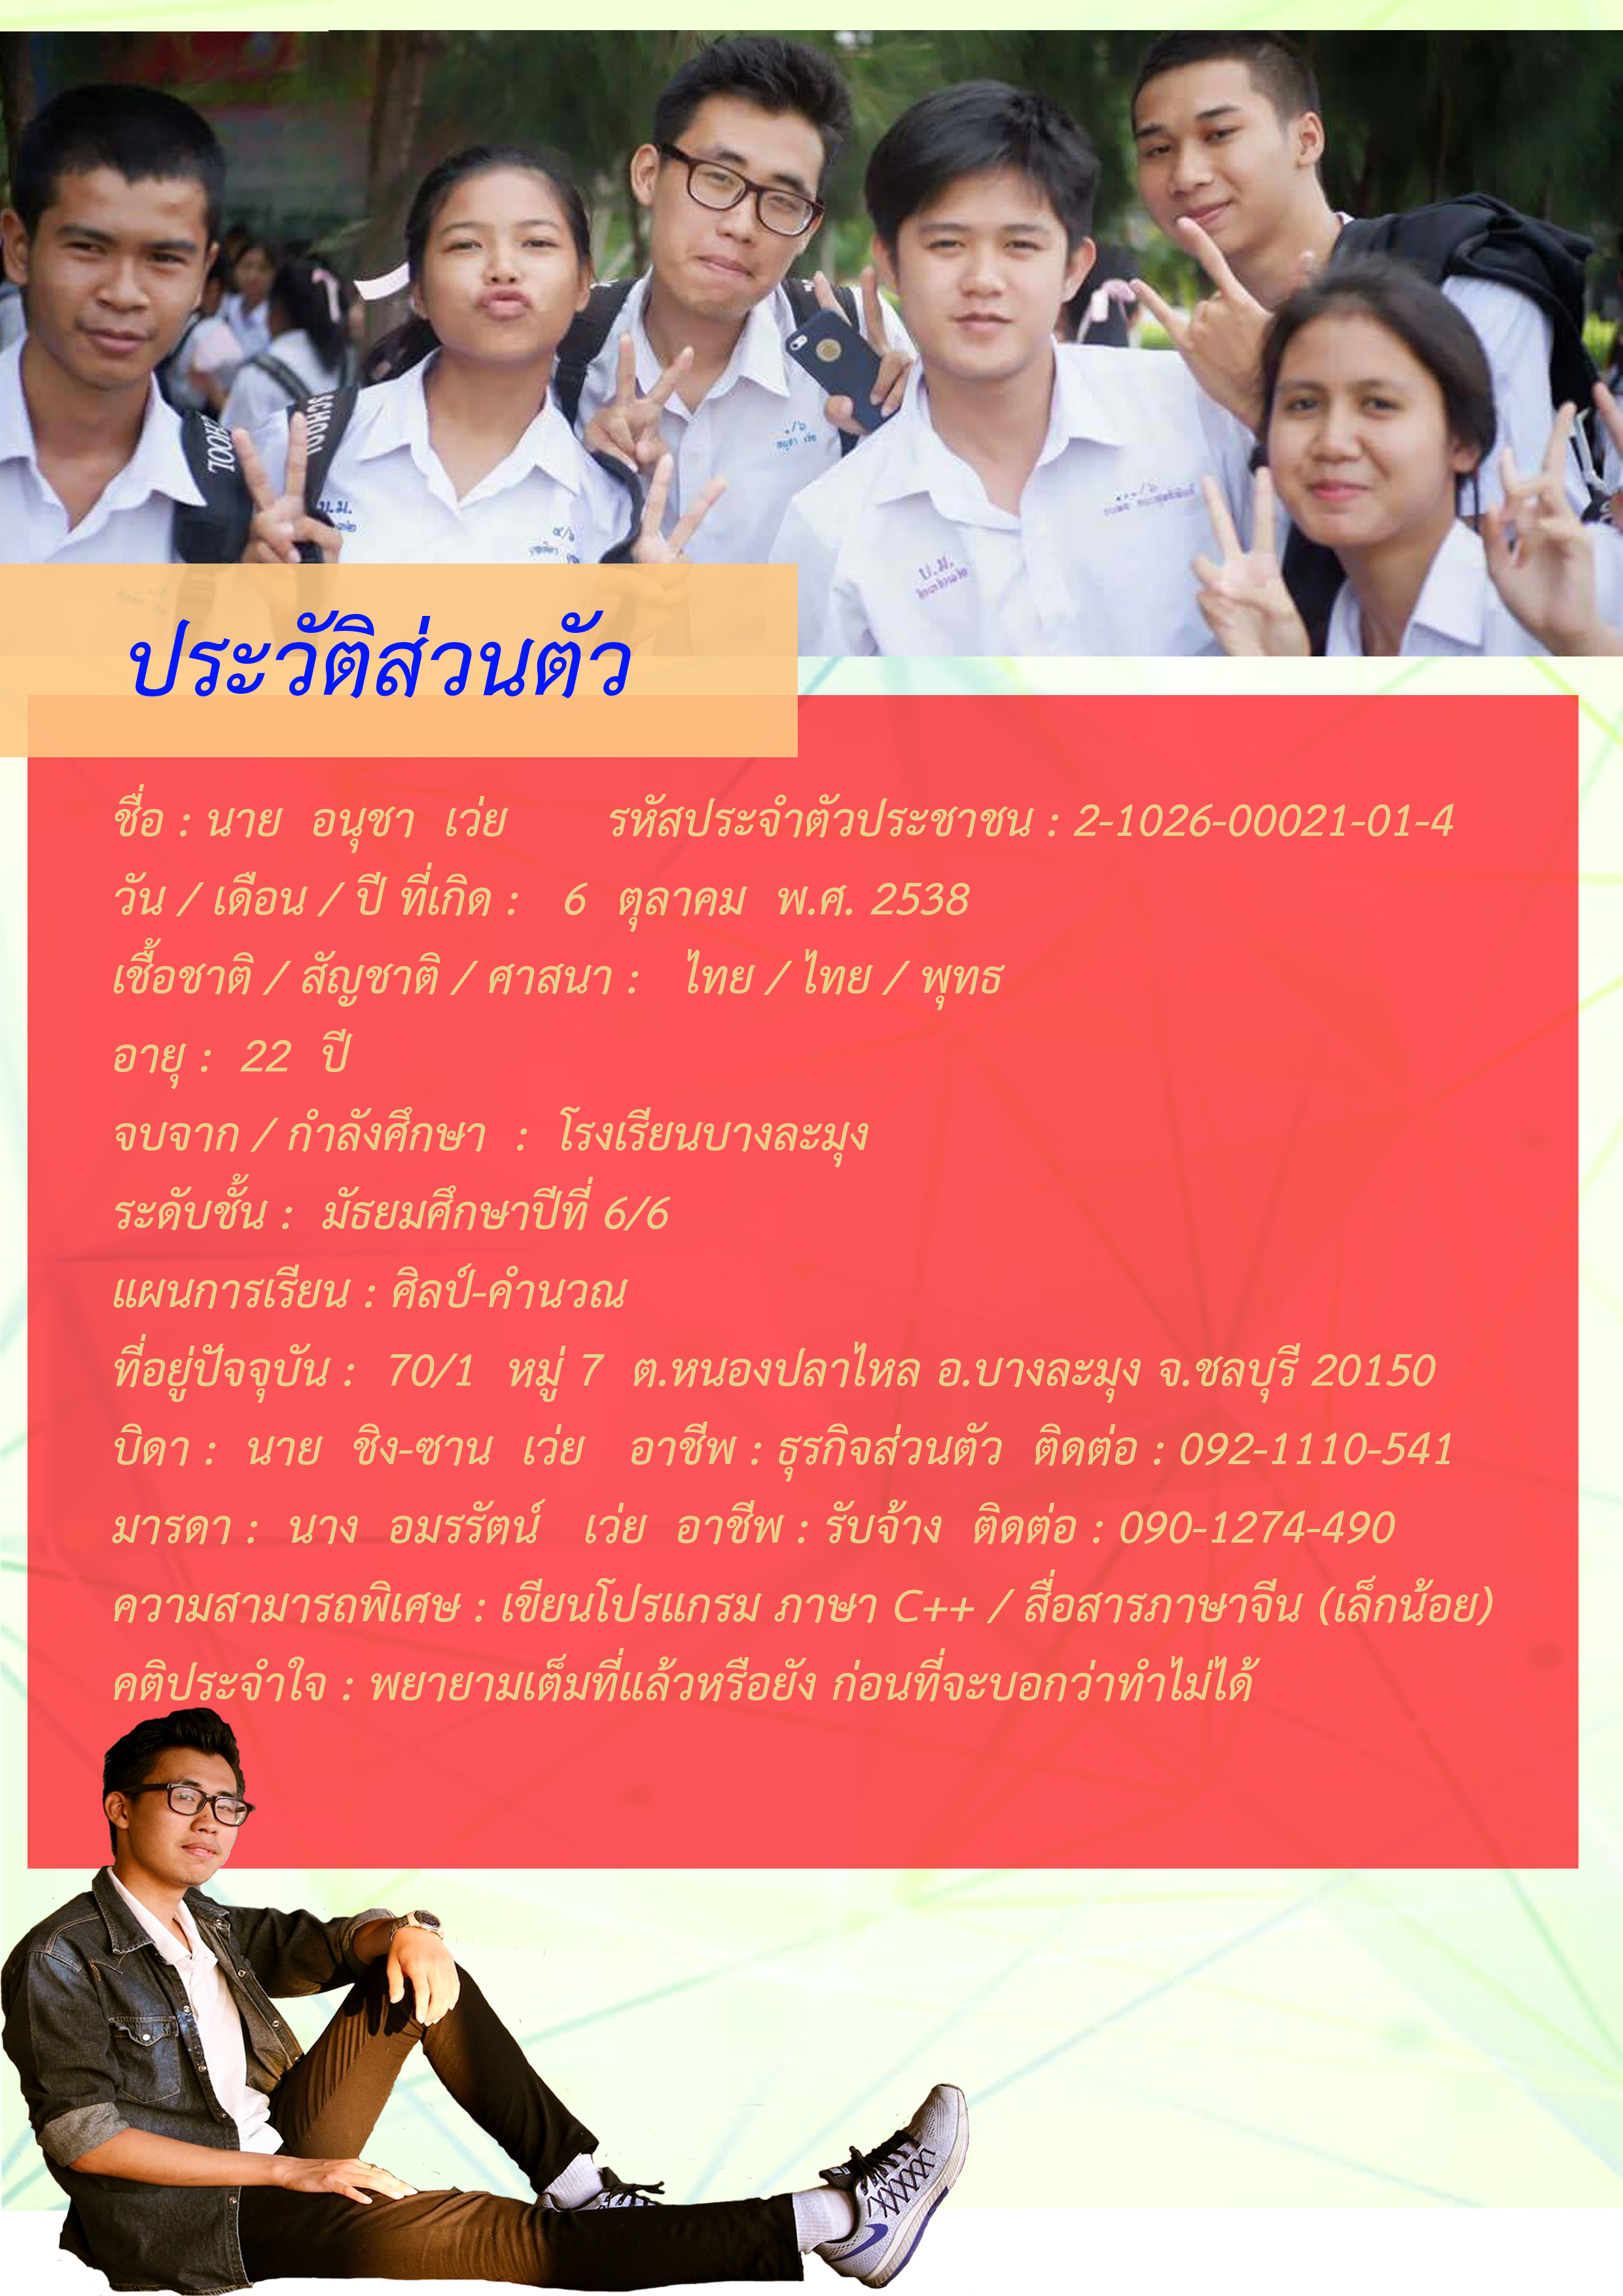 SCHOOL
SCHOOL
บ.ม.
บ.ม.
ประวัติส่วนตัว
ชื่อ : นาย อนุชา เว่ย รหัสประจำตัวประชาชน : 2-1026-00021-01-4
วัน / เดือน / ปี ที่เกิด : 6 ตุลาคม พ.ศ. 2538
เชื้อชาติ / สัญชาติ / ศาสนา : ไทย / ไทย / พุทธ
อายุ : 22 ปี
จบจาก / กำลังศึกษา : โรงเรียนบางละมุง
ระดับชั้น : มัธยมศึกษาปีที่ 6/6
แผนการเรียน : ศิลป์-คำนวณ
ที่อยู่ปัจจุบัน : 70/1 หมู่ 7 ต.หนองปลาไหล อ.บางละมุง จ.ชลบุรี 20150
บิดา : นาย ชิง-ซาน เว่ย อาชีพ : ธุรกิจส่วนตัว ติดต่อ : 092-1110-541
มารดา : นาง อมรรัตน์ เว่ย อาชีพ : รับจ้าง ติดต่อ : 090-1274-490
ความสามารถพิเศษ : เขียนโปรแกรม ภาษา C++ / สื่อสารภาษาจีน (เล็กน้อย)
คติประจำใจ : พยายามเต็มที่แล้วหรือยัง ก่อนที่จะบอกว่าทำไม่ได้